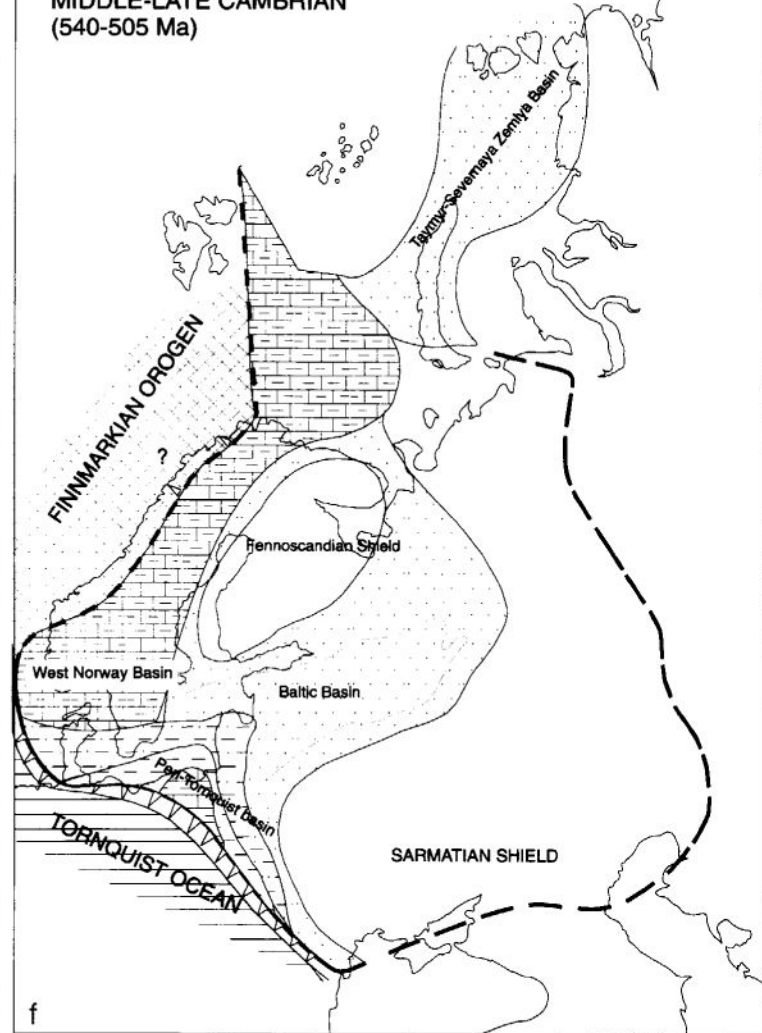 MIDDLE-LATE CAMBRIAN
(540-505 Ma)
Taymyr-Severnaya Zemlya Basin
FINNMARKIAN OROGEN
?
Fennoscandian Shield
West Norway Basin
Baltic Basin
Peri-Tornquist basin
TORNQUIST OCEAN
SARMATIAN SHIELD
f